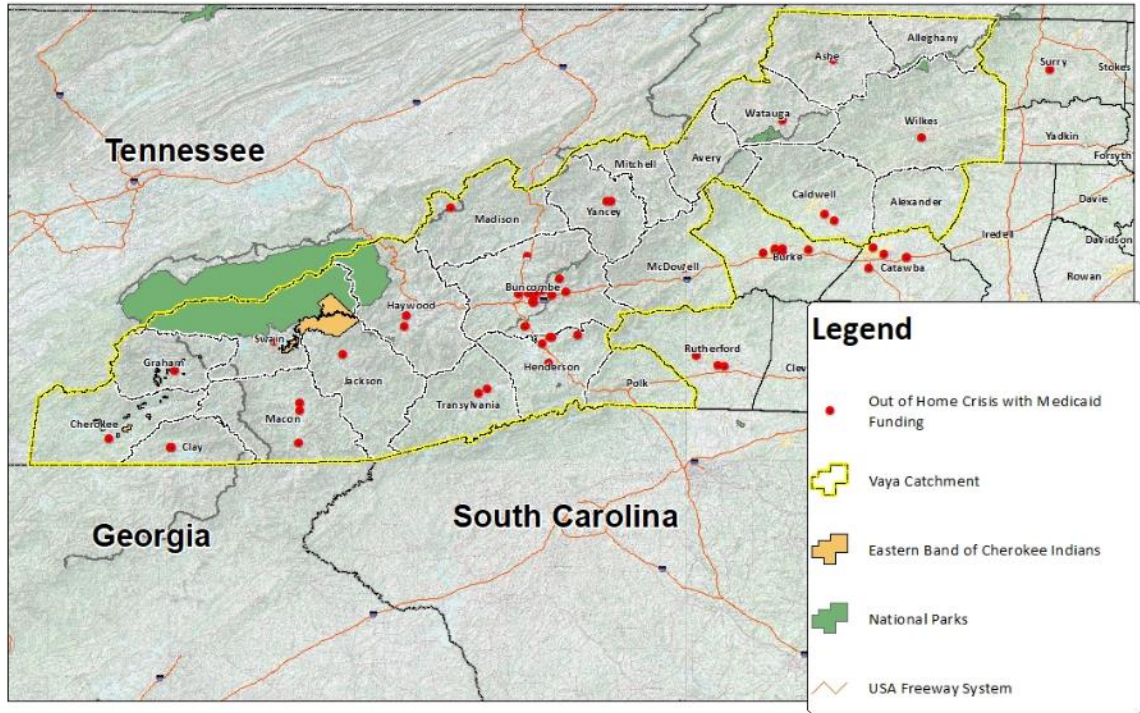 Alleghany
Ashe
Surry
Stokes
Watauga
Wilkes
Yadkin
Forsyth
Tennessee
Mitchell
Avery
Caldwell
Alexander
Davie
Madison
Yancey
Iredell
Davidson
McDowell
Burke
Catawba
Rowan
Buncombe
Haywood
Swain
Graham
Jackson
Henderson
Rutherford
Clev
Polk
Transylvania
Macon
Cherokee
Clay
Georgia
South Carolina
Legend
Out of Home Crisis with Medicaid
Funding
Vaya Catchment
Eastern Band of Cherokee Indians
National Parks
USA Freeway System